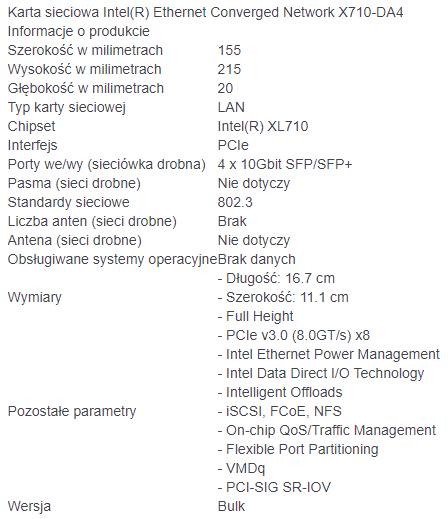 Karta sieciowa Intel(R) Ethernet Converged Network X710-DA4
Informacje o produkcie
Szerokość w milimetrach 155
Wysokość w milimetrach 215
Głębokość w milimetrach 20
Typ karty sieciowej LAN
Chipset Intel(R) XL710
Interfejs PCIe
Porty we/wy (sieciówka drobna) 4 x 10Gbit SFP/SFP+
Pasma (sieci drobne) Nie dotyczy
Standardy sieciowe 802.3
Liczba anten (sieci drobne) Brak
Antena (sieci drobne) Nie dotyczy
Obsługiwane systemy operacyjne Brak danych
- Długość: 16.7 cm
Wymiary - Szerokość: 11.1 cm
- Full Height
- PCIe v3.0 (8.0GT/s) x8
- Intel Ethernet Power Management
- Intel Data Direct I/O Technology
- Intelligent Offloads
Pozostałe parametry - iSCSI, FCoE, NFS
- On-chip QoS/Traffic Management
- Flexible Port Partitioning
- VMDq
- PCI-SIG SR-IOV
Wersja Bulk